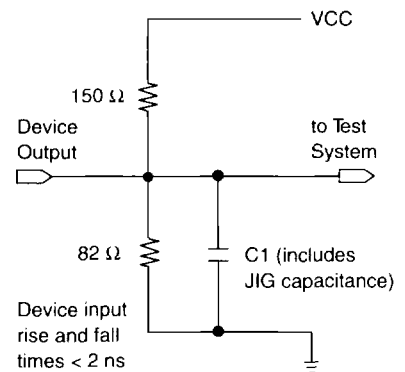 VCC
150 Ω
Device
Output
to Test
System
82 Ω
C1 (includes
JIG capacitance)
Device input
rise and fall
times < 2 ns